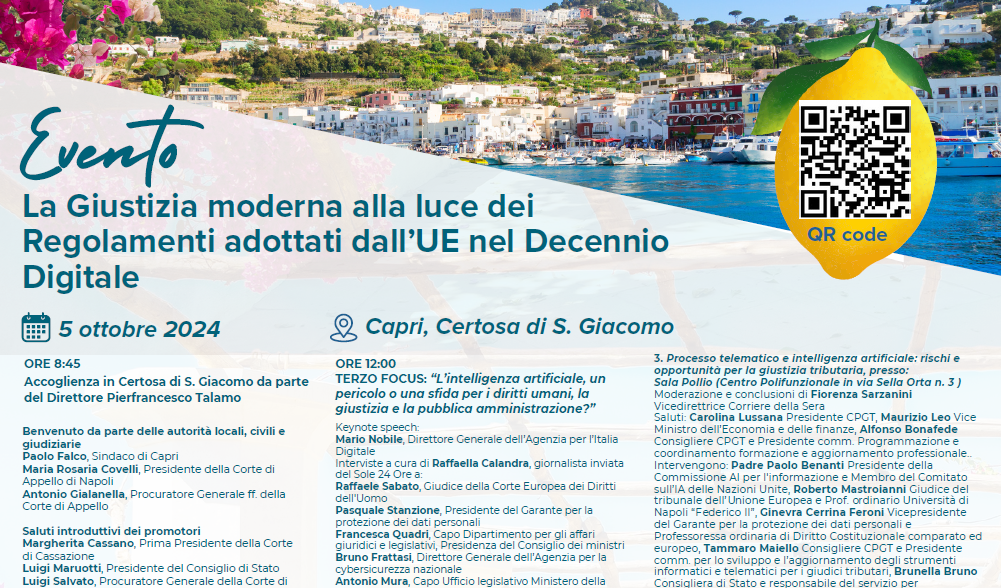 Evento
La Giustizia moderna alla luce dei
Regolamenti adottati dall'UE nel Decennio
Digitale
QR code
5 ottobre 2024
Capri, Certosa di S. Giacomo
ORE 8:45
Accoglienza in Certosa di S. Giacomo da parte
del Direttore Pierfrancesco Talamo
Benvenuto da parte delle autorità locali, civili e
giudiziarie
Paolo Falco, Sindaco di Capri
Maria Rosaria Covelli, Presidente della Corte di
Appello di Napoli
Antonio Gialanella, Procuratore Generale ff. della
Corte di Appello
Saluti introduttivi dei promotori
Margherita Cassano, Prima Presidente della Corte
di Cassazione
Luigi Maruotti, Presidente del Consiglio di Stato
Luigi Salvato, Procuratore Generale della Corte di
ORE 12:00
TERZO FOCUS: “L’intelligenza artificiale, un
pericolo o una sfida per i diritti umani, la
giustizia e la pubblica amministrazione?”
Keynote speech:
Mario Nobile, Direttore Generale dell’Agenzia per l’Italia
Digitale
Interviste a cura di Raffaella Calandra, giornalista inviata
del Sole 24 Ore a:
Raffaele Sabato, Giudice della Corte Europea dei Diritti
dell'Uomo
Pasquale Stanzione, Presidente del Garante per la
protezione dei dati personali
Francesca Quadri, Capo Dipartimento per gli affari
giuridici e legislativi, Presidenza del Consiglio dei ministri
Bruno Frattasi, Direttore Generale dell’Agenzia per la
cybersicurezza nazionale
Antonio Mura, Capo Ufficio legislativo Ministero della
3. Processo telematico e intelligenza artificiale: rischi e
opportunità per la giustizia tributaria, presso:
Sala Pollio (Centro Polifunzionale in via Sella Orta n. 3 )
Moderazione e conclusioni di Fiorenza Sarzanini
Vicedirettrice Corriere della Sera
Saluti: Carolina Lussana Presidente CPGT, Maurizio Leo Vice
Ministro dell’Economia e delle finanze, Alfonso Bonafede
Consigliere CPGT e Presidente comm. Programmazione e
coordinamento formazione e aggiornamento professionale..
Intervengono: Padre Paolo Benanti Presidente della
Commissione AI per l’informazione e Membro del Comitato
sull’IA delle Nazioni Unite, Roberto Mastroianni Giudice del
tribunale dell’Unione Europea e Prof. ordinario Università di
Napoli “Federico II”, Ginevra Cerrina Feroni Vicepresidente
del Garante per la protezione dei dati personali e
Professoressa ordinaria di Diritto Costituzionale comparato ed
europeo, Tammaro Maiello Consigliere CPGT e Presidente
comm. per lo sviluppo e l’aggiornamento degli strumenti
informatici e telematici per i giudici tributari, Brunella Bruno
Consigliera di Stato e responsabile del servizio per